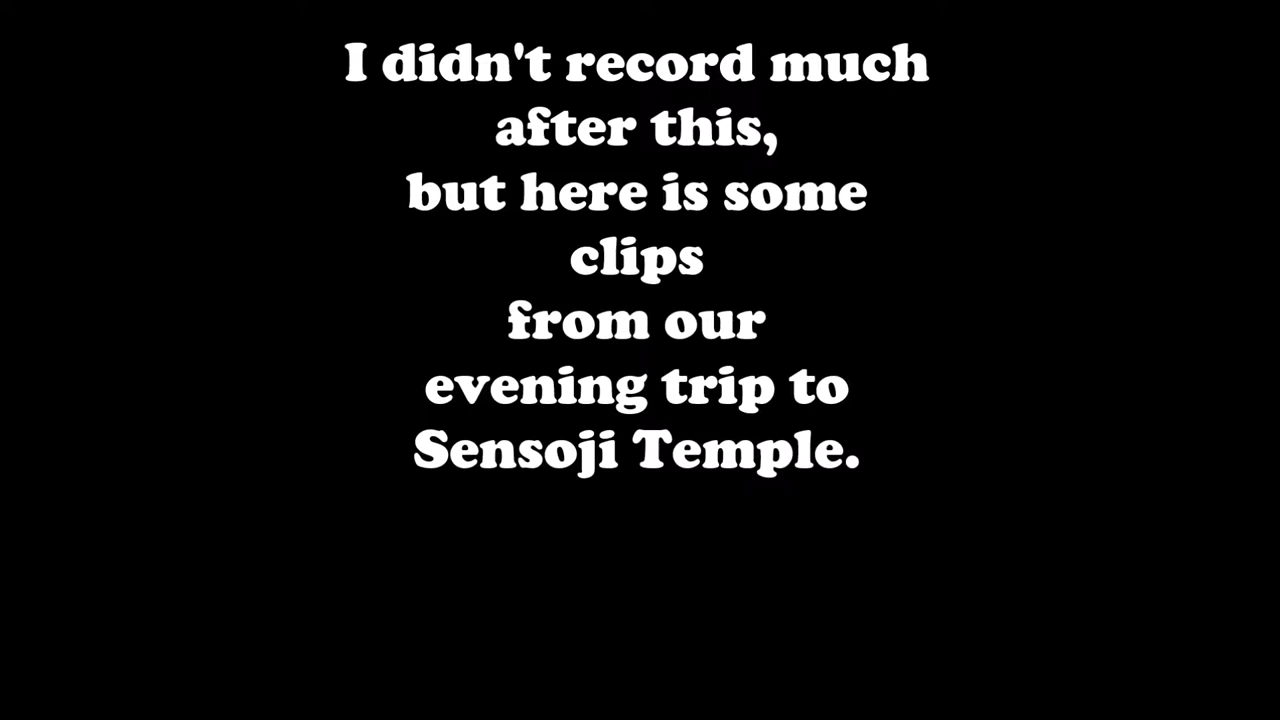 I didn't record much
after this,
but here is some
clips
from our
evening trip to
Sensoji Temple.